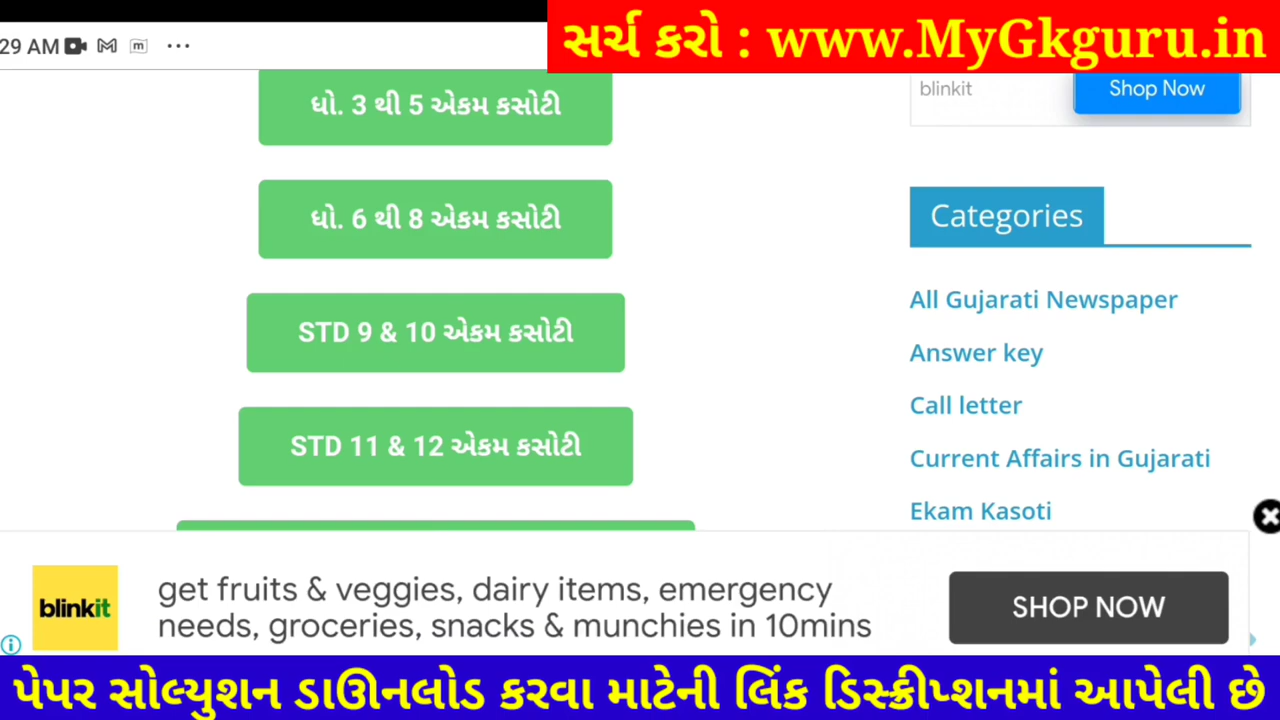 29 AM
સર્ચ કરો : www.MyGkguru.in
ધો. 3 થી 5 એકમ કસોટી
ધો. 6 થી 8 એકમ કસોટી
STD 9 & 10 એકમ કસોટી
STD 11 & 12 એકમ કસોટી
blinkit
Shop Now
Categories
All Gujarati Newspaper
Answer key
Call letter
Current Affairs in Gujarati
Ekam Kasoti
blinkit
get fruits & veggies, dairy items, emergency
needs, groceries, snacks & munchies in 10mins
SHOP NOW
પેપર સોલ્યુશન ડાઊનલોડ કરવા માટેની લિંક ડિસ્ક્રીપ્શનમાં આપેલી છે